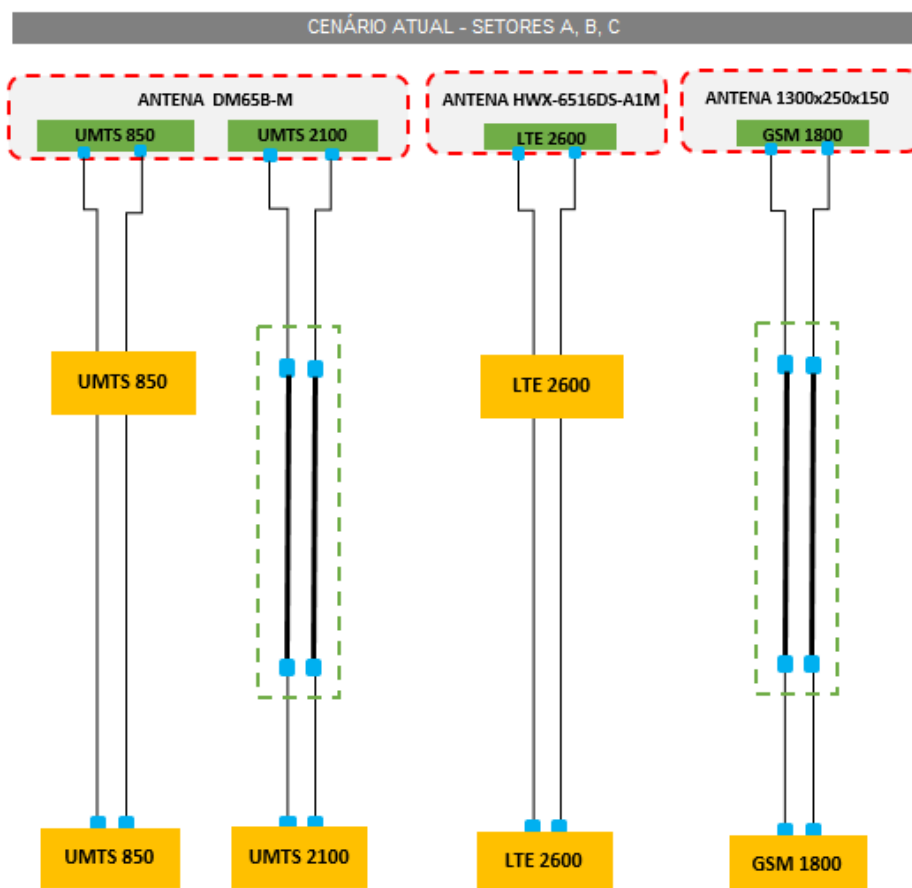 CENÁRIO ATUAL - SETORES A, B, C
ANTENA DM65B-M
ANTENA HWX-6516DS-A1M
ANTENA 1300x250x150
UMTS 850
UMTS 2100
LTE 2600
GSM 1800
UMTS 850
LTE 2600
UMTS 850
UMTS 2100
LTE 2600
GSM 1800